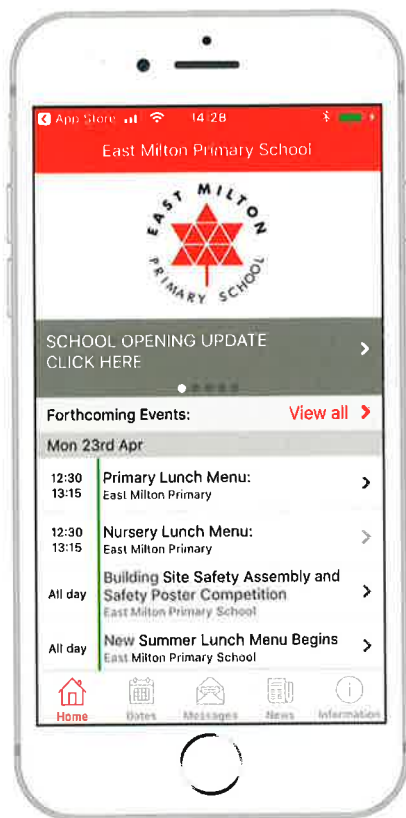 App Store 14:28
East Milton Primary School
EAST MILTON
PRIMARY SCHOOL
SCHOOL OPENING UPDATE
CLICK HERE
Forthcoming Events: View all
Mon 23rd Apr
12:30 Primary Lunch Menu:
13:15 East Milton Primary
12:30 Nursery Lunch Menu:
13:15 East Milton Primary
Building Site Safety Assembly and
All day Safety Poster Competition
East Milton Primary School
New Summer Lunch Menu Begins
All day East Milton Primary School
Home Dates Messages News Information